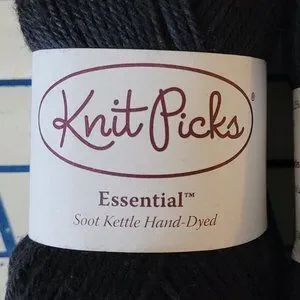 Knit Picks®
Essential™
Soot Kettle Hand-Dyed